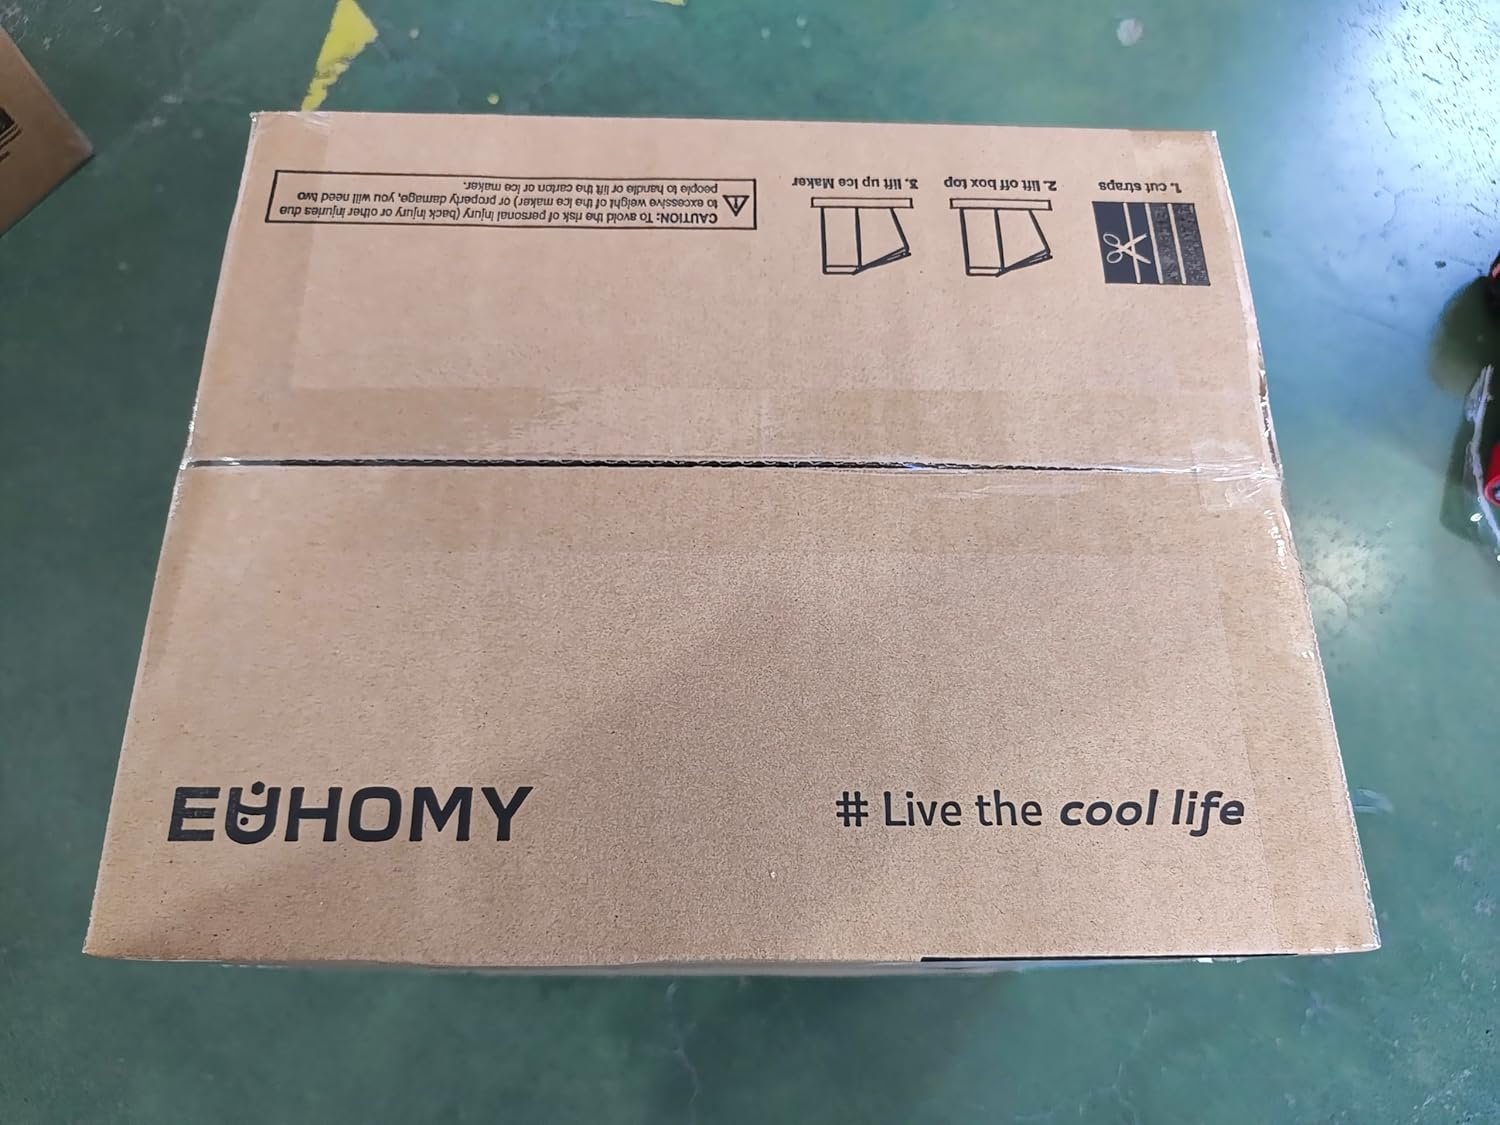 EUHOMY
# Live the cool life
1. cut straps
2. lift off box top
3. lift up Ice Maker
CAUTION: To avoid the risk of personal injury (back injury or other injuries due
to excessive weight of the ice maker) or property damage, you will need two
people to handle or lift the carton or ice maker.